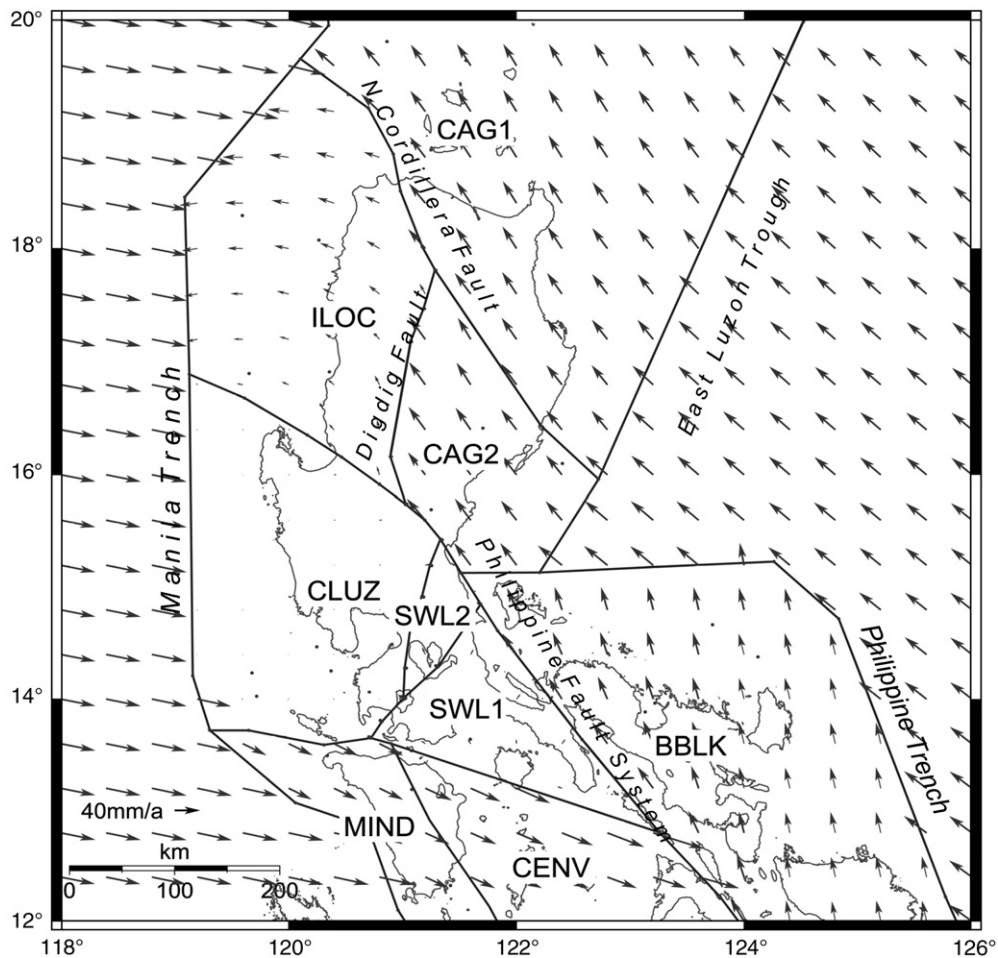 20°
18°
16°
14°
12°
118°
120°
122°
124°
126°
N Cordillera Fault
CAG1
East Luzon Trough
ILOC
Digdig Fault
Manila Trench
CAG2
Philippine Fault System
CLUZ
SWL2
SWL1
BBLK
Philippine Trench
40mm/a
MIND
CENV
km
0 100 200